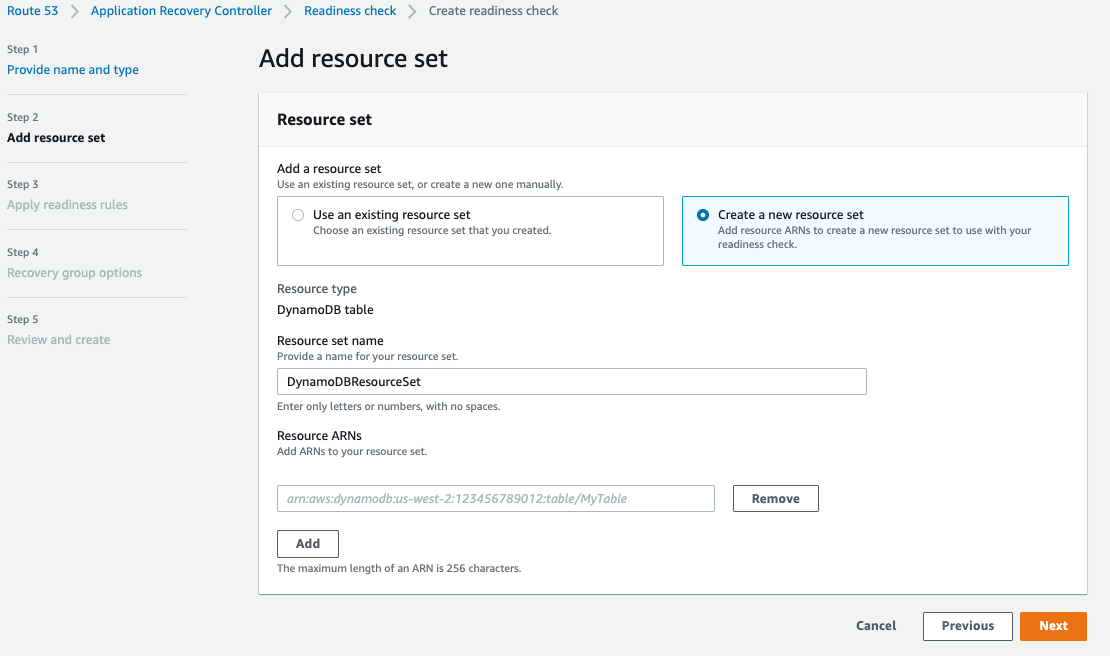 Route 53 > Application Recovery Controller > Readiness check > Create readiness check
Step 1
Provide name and type
Step 2
Add resource set
Step 3
Apply readiness rules
Step 4
Recovery group options
Step 5
Review and create
Add resource set
Resource set
Add a resource set
Use an existing resource set, or create a new one manually.
Use an existing resource set
Choose an existing resource set that you created.
Create a new resource set
Add resource ARNs to create a new resource set to use with your
readiness check.
Resource type
DynamoDB table
Resource set name
Provide a name for your resource set.
DynamoDBResourceSet
Enter only letters or numbers, with no spaces.
Resource ARNs
Add ARNs to your resource set.
arn:aws:dynamodb:us-west-2:123456789012:table/MyTable
Remove
Add
The maximum length of an ARN is 256 characters.
Cancel
Previous
Next